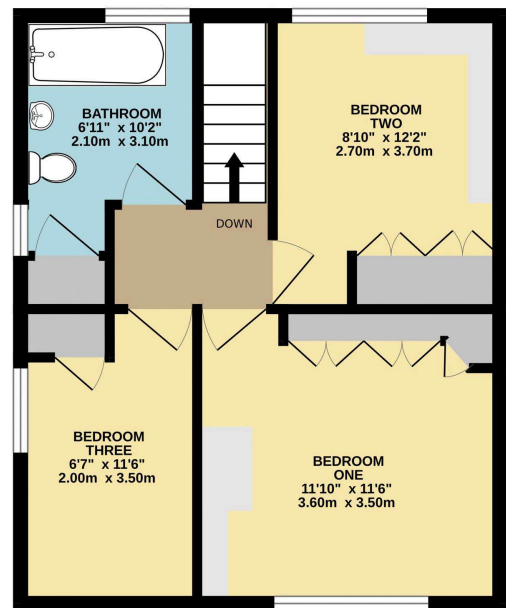 BATHROOM
6'11" x 10'2"
2.10m x 3.10m
BEDROOM
TWO
8'10" x 12'2"
2.70m x 3.70m
DOWN
BEDROOM
THREE
6'7" x 11'6"
2.00m x 3.50m
BEDROOM
ONE
11'10" x 11'6"
3.60m x 3.50m